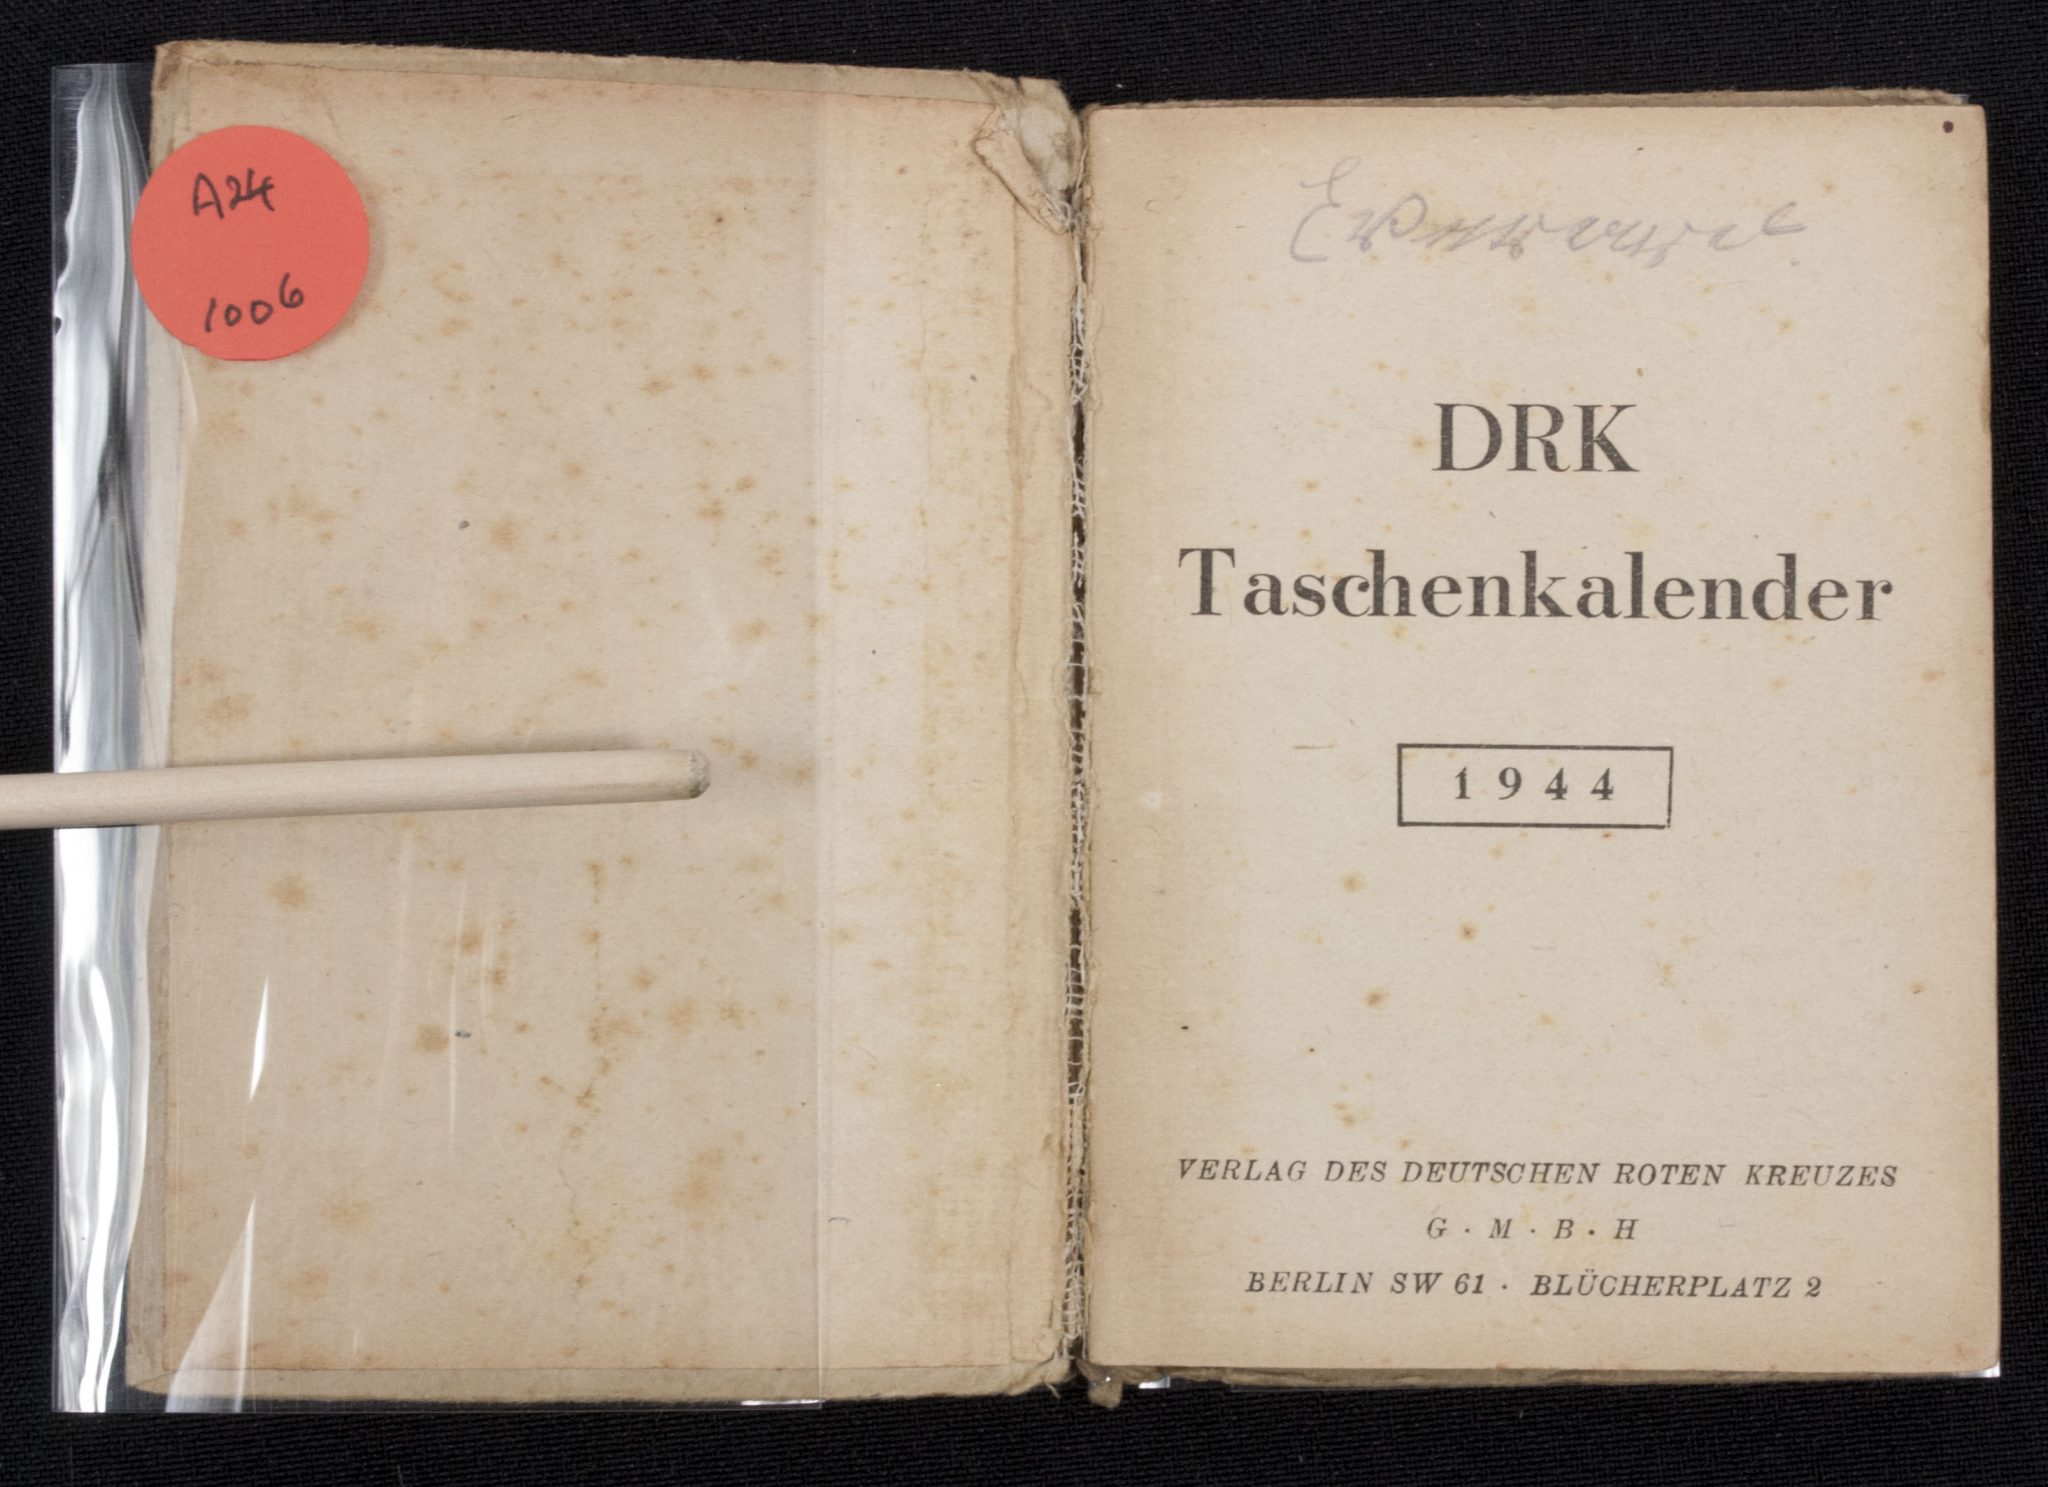 A24
1006
DRK
Taschenkalender
1944
VERLAG DES DEUTSCHEN ROTEN KREUZES
G · M · B · H
BERLIN SW 61 · BLÜCHERPLATZ 2